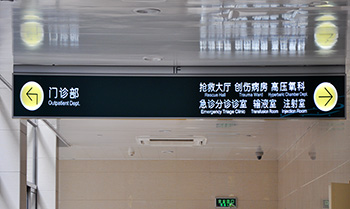 门诊部
Outpatient Dept.
抢救大厅 创伤病房 高压氧科
Rescue Hall Trauma Ward Hyperbaric Chamber Dept.
急诊分诊诊室 输液室 注射室
Emergency Triage Clinic Transfusion Room Injection Room